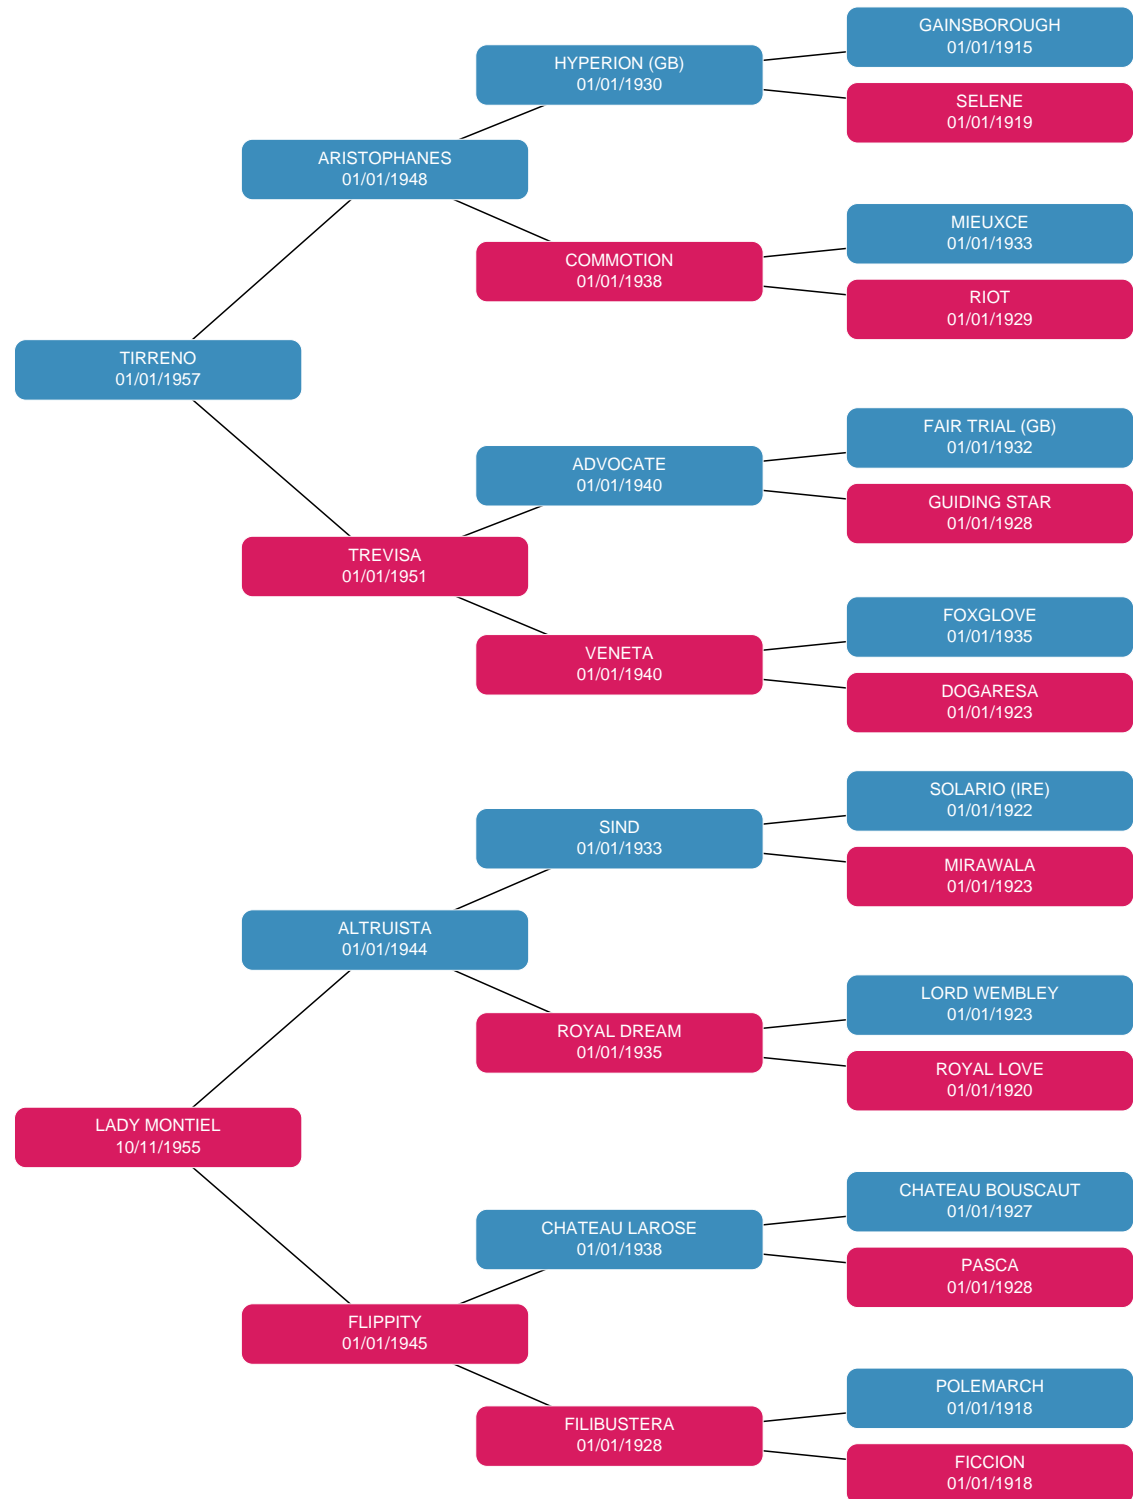 GAINSBOROUGH
01/01/1915
HYPERION (GB)
01/01/1930
SELENE
01/01/1919
ARISTOPHANES
01/01/1948
MIEUXCE
01/01/1933
COMMOTION
01/01/1938
RIOT
01/01/1929
TIRRENO
01/01/1957
FAIR TRIAL (GB)
01/01/1932
ADVOCATE
01/01/1940
GUIDING STAR
01/01/1928
TREVISA
01/01/1951
FOXGLOVE
01/01/1935
VENETA
01/01/1940
DOGARESA
01/01/1923
SOLARIO (IRE)
01/01/1922
SIND
01/01/1933
MIRAWALA
01/01/1923
ALTRUISTA
01/01/1944
LORD WEMBLEY
01/01/1923
ROYAL DREAM
01/01/1935
ROYAL LOVE
01/01/1920
LADY MONTIEL
10/11/1955
CHATEAU BOUSCAUT
01/01/1927
CHATEAU LAROSE
01/01/1938
PASCA
01/01/1928
FLIPPITY
01/01/1945
POLEMARCH
01/01/1918
FILIBUSTERA
01/01/1928
FICCION
01/01/1918